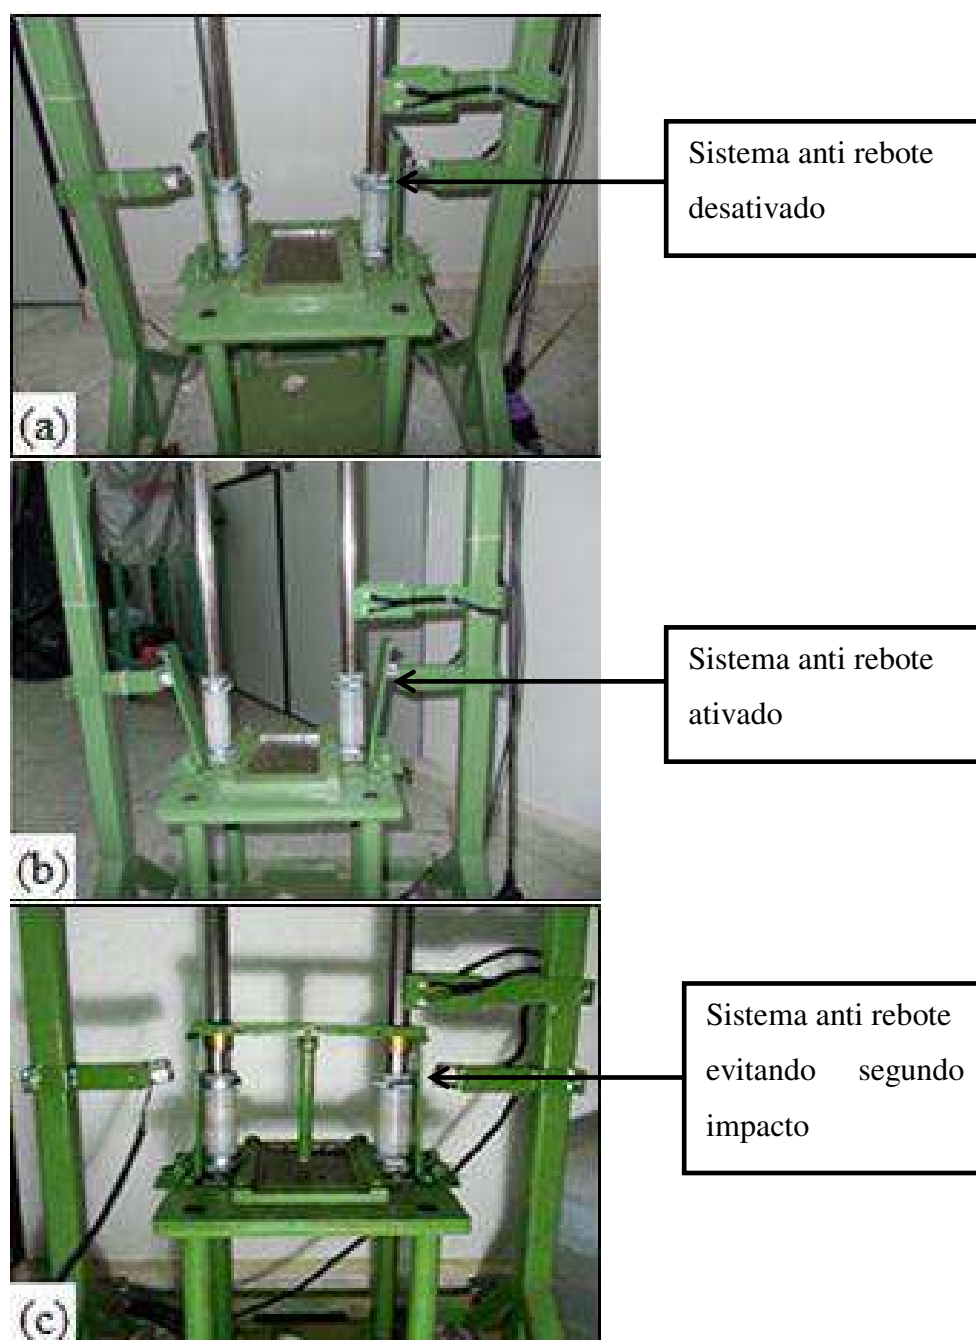 Sistema anti rebote
desativado
(a)
Sistema anti rebote
ativado
(b)
Sistema anti rebote
evitando segundo
impacto
(c)